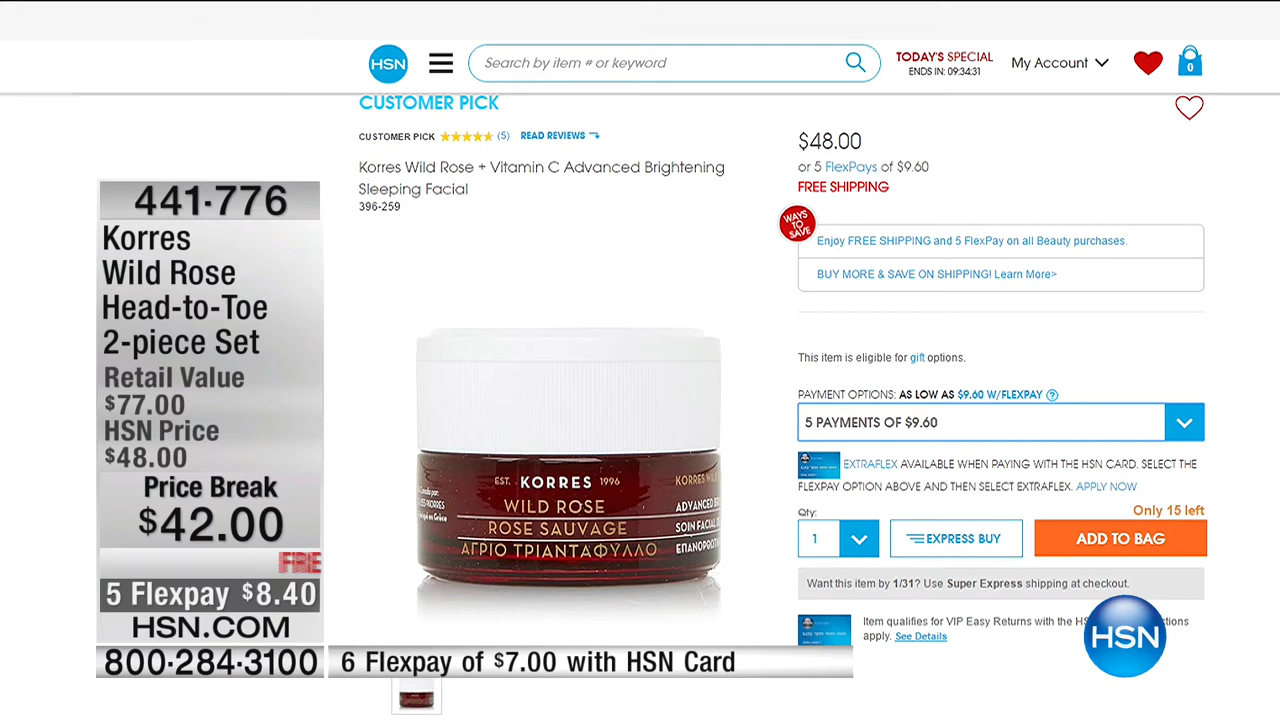 HSN
Search by item # or keyword
TODAY'S SPECIAL
ENDS IN: 09:34:31
My Account
0
CUSTOMER PICK
CUSTOMER PICK (5) READ REVIEWS
Korres Wild Rose + Vitamin C Advanced Brightening
Sleeping Facial
396-259
$48.00
or 5 FlexPays of $9.60
FREE SHIPPING
WAYS
TO
SAVE
Enjoy FREE SHIPPING and 5 FlexPay on all Beauty purchases.
BUY MORE & SAVE ON SHIPPING! Learn More>
This item is eligible for gift options.
PAYMENT OPTIONS: AS LOW AS $9.60 W/FLEXPAY ?
5 PAYMENTS OF $9.60
EXTRAFLEX AVAILABLE WHEN PAYING WITH THE HSN CARD. SELECT THE
FLEXPAY OPTION ABOVE AND THEN SELECT EXTRAFLEX. APPLY NOW
Only 15 left
Qty:
1
EXPRESS BUY
ADD TO BAG
Want this item by 1/31? Use Super Express shipping at checkout.
Item qualifies for VIP Easy Returns with the HS
apply. See Details
HSN
EST. KORRES 1996
WILD ROSE
ROSE SAUVAGE
ΑΓΡΙΟ ΤΡΙΑΝΤΑΦΥΛΛΟ
KORRES
ADVANCED
SOIN FACIAL
441·776
Korres
Wild Rose
Head-to-Toe
2-piece Set
Retail Value
$77.00
HSN Price
$48.00
Price Break
$42.00
FRE
5 Flexpay $8.40
HSN.COM
800·284·3100
6 Flexpay of $7.00 with HSN Card